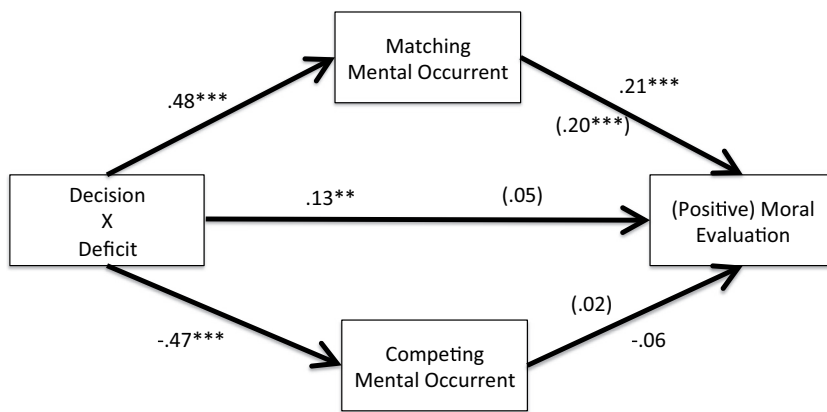 Matching
Mental Occurrent
.48***
.21***
(.20***)
Decision
X
Deficit
.13**
(.05)
(Positive) Moral
Evaluation
-.47***
(.02)
-.06
Competing
Mental Occurrent